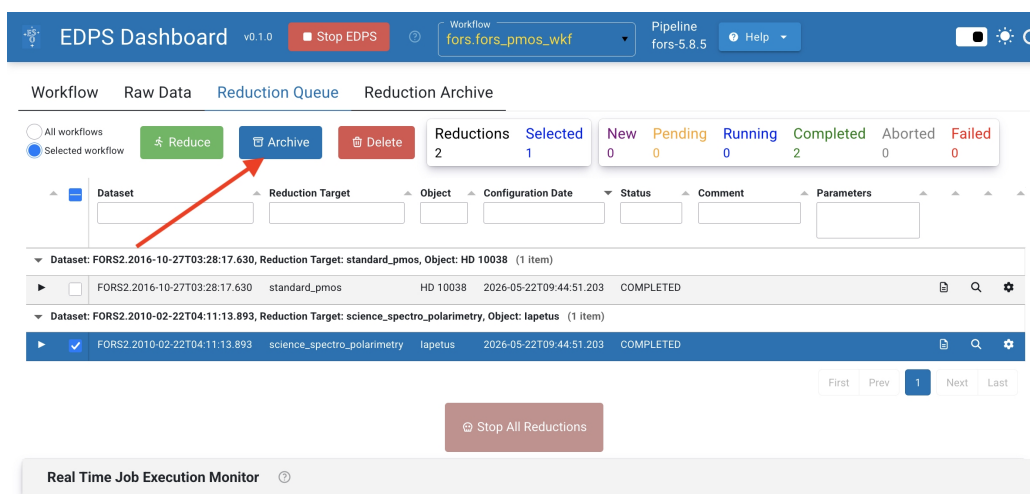 Workflow
EDPS Dashboard v0.1.0 Stop EDPS fors.fors_pmos_wkf Pipeline fors-5.8.5 Help
Workflow Raw Data Reduction Queue Reduction Archive
All workflows
Selected workflow
Reduce Archive Delete
Reductions Selected New Pending Running Completed Aborted Failed
2 1 0 0 0 2 0 0
Dataset Reduction Target Object Configuration Date Status Comment Parameters
Dataset: FORS2.2016-10-27T03:28:17.630, Reduction Target: standard_pmos, Object: HD 10038 (1 item)
FORS2.2016-10-27T03:28:17.630 standard_pmos HD 10038 2026-05-22T09:44:51.203 COMPLETED
Dataset: FORS2.2010-02-22T04:11:13.893, Reduction Target: science_spectro_polarimetry, Object: Iapetus (1 item)
FORS2.2010-02-22T04:11:13.893 science_spectro_polarimetry Iapetus 2026-05-22T09:44:51.203 COMPLETED
First Prev 1 Next Last
Stop All Reductions
Real Time Job Execution Monitor